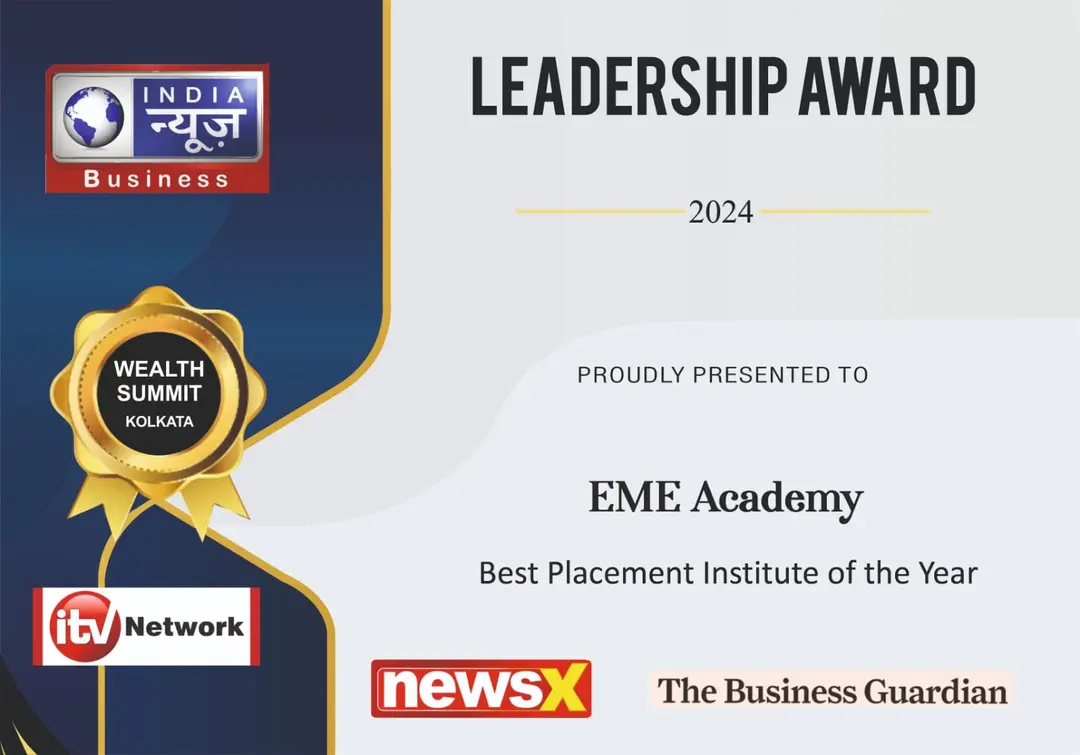 INDIA
न्यूज़
Business
LEADERSHIP AWARD
2024
WEALTH
SUMMIT
KOLKATA
PROUDLY PRESENTED TO
EME Academy
Best Placement Institute of the Year
itv Network
newsX
The Business Guardian